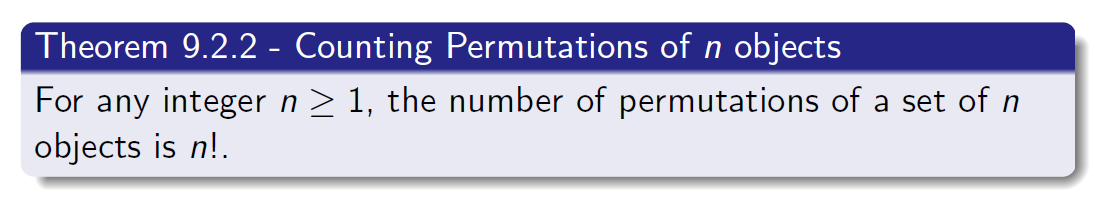 Theorem 9.2.2 - Counting Permutations of n objects
For any integer n ≥ 1, the number of permutations of a set of n
objects is n!.